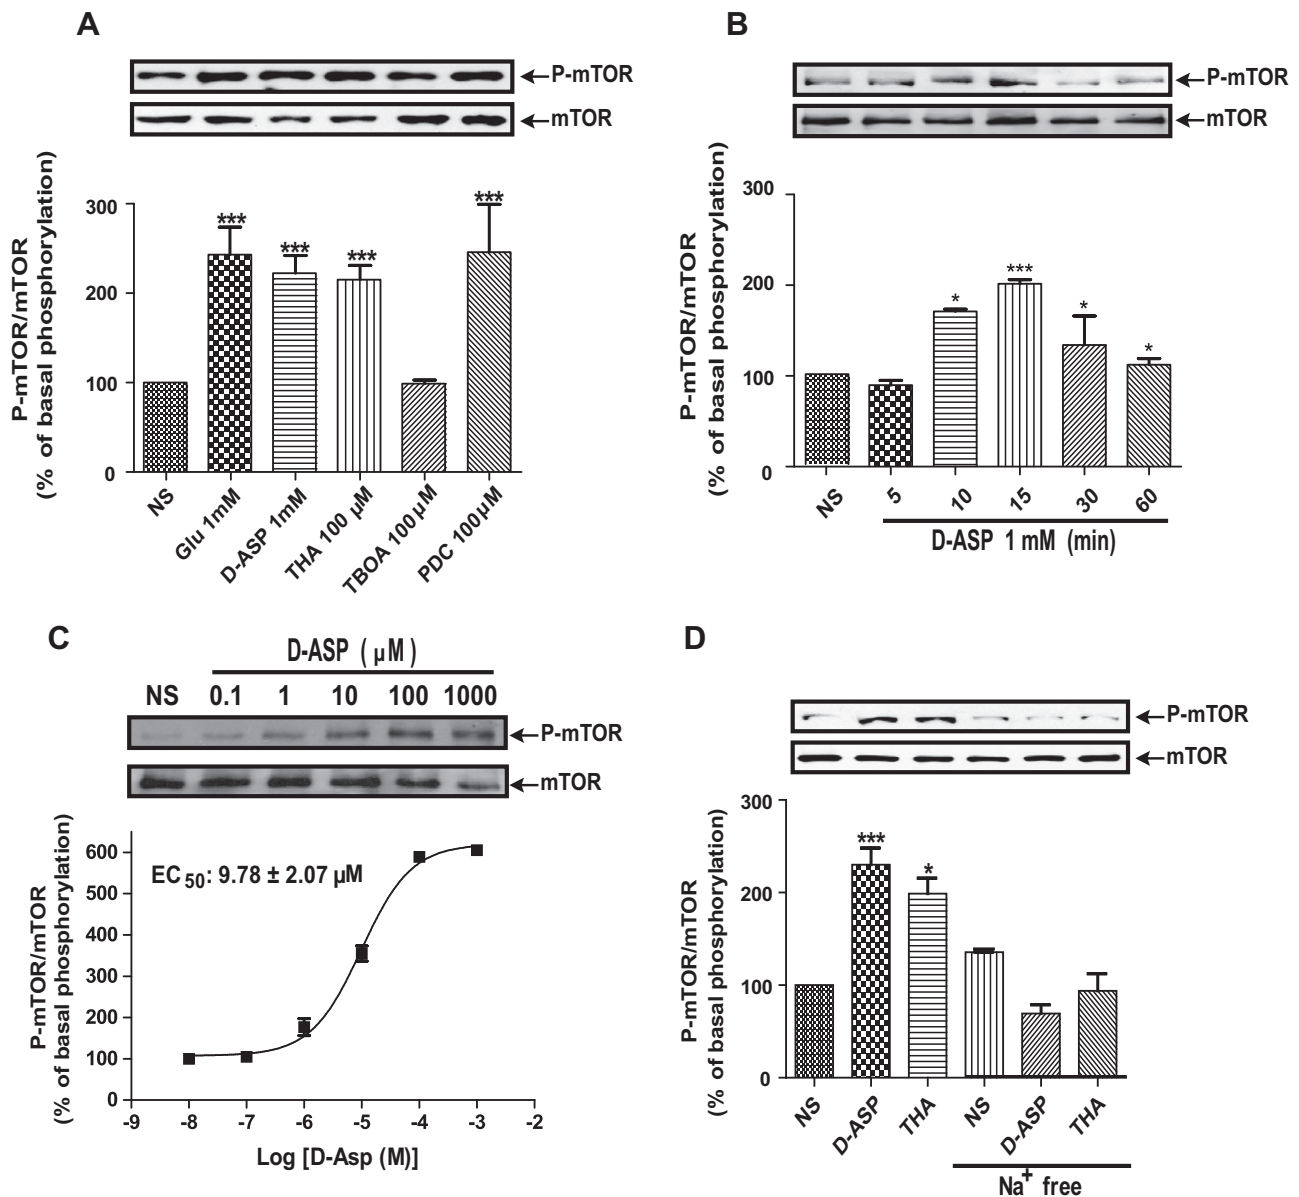 A
P-mTOR
mTOR
P-mTOR/mTOR
(% of basal phosphorylation)
300
200
100
0
***
***
***
***
NS
Glu 1mM
D-ASP 1mM
THA 100 µM
TBOA 100µM
PDC 100µM
B
P-mTOR
mTOR
P-mTOR/mTOR
(% of basal phosphorylation)
300
200
100
0
*
***
*
*
NS
5
10
15
30
60
D-ASP 1 mM (min)
C
D-ASP ( µM )
NS 0.1 1 10 100 1000
P-mTOR
mTOR
P-mTOR/mTOR
(% of basal phosphorylation)
600
500
400
300
200
100
0
EC50: 9.78 ± 2.07 µM
-9 -8 -7 -6 -5 -4 -3 -2
Log [D-Asp (M)]
D
P-mTOR
mTOR
P-mTOR/mTOR
(% of basal phosphorylation)
300
200
100
0
***
*
NS
D-ASP
THA
NS
D-ASP
THA
Na+ free